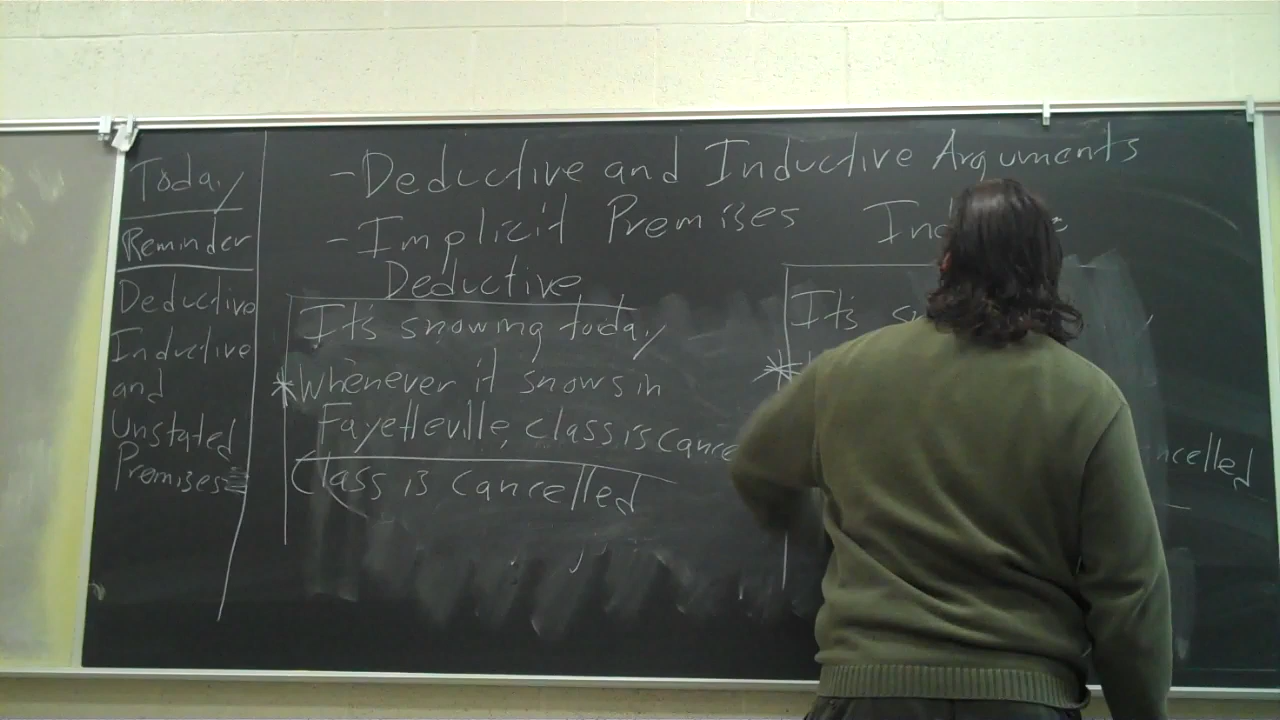 Today
Reminder
Deductive
Inductive
and
Unstated
Premises
- Deductive and Inductive Arguments
- Implicit Premises
Deductive
It's snowing today
*Whenever it snows in
Fayetteville, class is cance
Class is cancelled
It's
*
ncelled